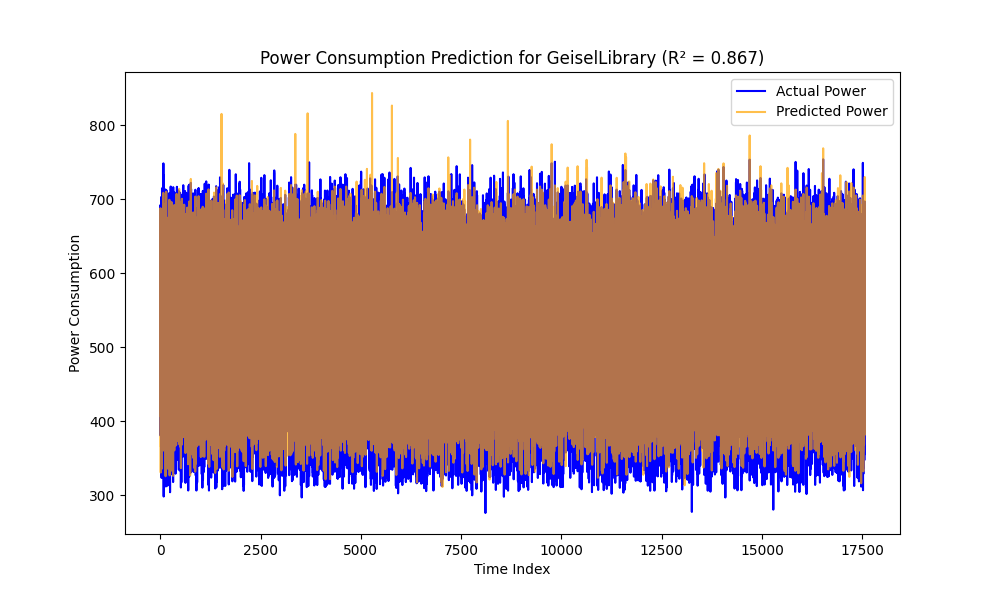 Power Consumption Prediction for GeiselLibrary (R² = 0.867)
Actual Power
Predicted Power
800
700
600
500
400
300
Power Consumption
0
2500
5000
7500
10000
12500
15000
17500
Time Index